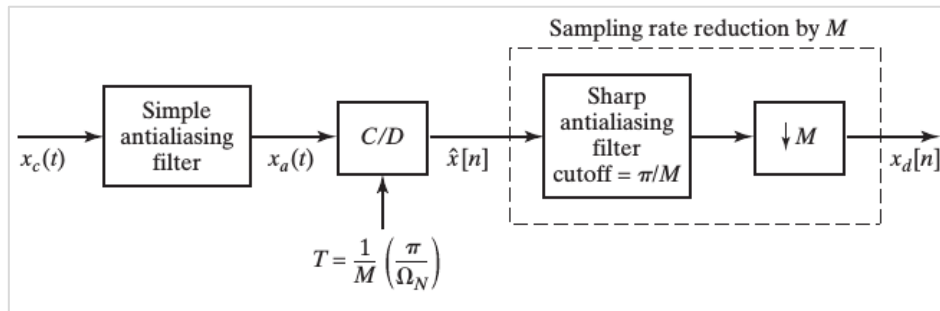 Sampling rate reduction by M
Simple
antialiasing
filter
C/D
Sharp
antialiasing
filter
cutoff = π/M
↓M
x_c(t)
x_a(t)
x̂[n]
x_d[n]
T = 1/M (π/Ω_N)